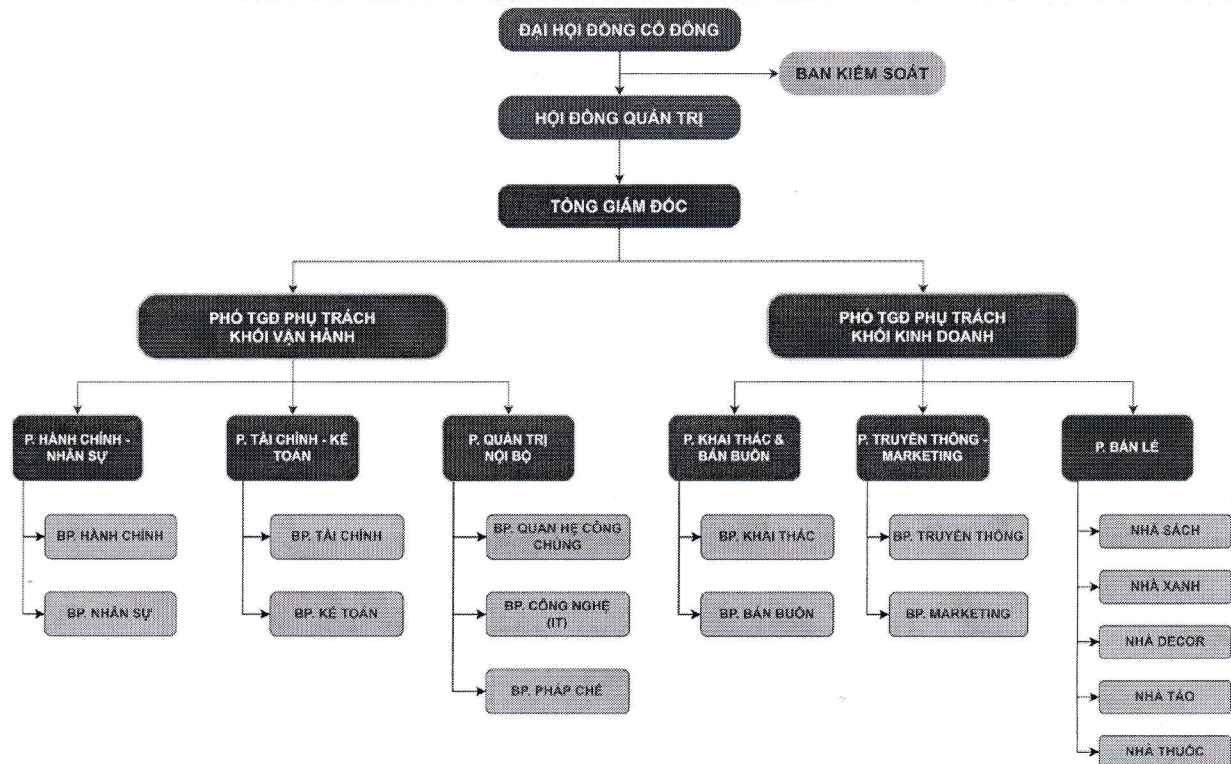 ĐẠI HỘI ĐỒNG CỔ ĐÔNG
BAN KIỂM SOÁT
HỘI ĐỒNG QUẢN TRỊ
TỔNG GIÁM ĐỐC
PHÓ TGĐ PHỤ TRÁCH
KHỐI VẬN HÀNH
PHÓ TGĐ PHỤ TRÁCH
KHỐI KINH DOANH
P. HÀNH CHÍNH -
NHÂN SỰ
P. TÀI CHÍNH - KẾ
TOÁN
P. QUẢN TRỊ
NỘI BỘ
P. KHAI THÁC &
BÁN BUÔN
P. TRUYỀN THÔNG -
MARKETING
P. BÁN LẺ
BP. HÀNH CHÍNH
BP. NHÂN SỰ
BP. TÀI CHÍNH
BP. KẾ TOÁN
BP. QUAN HỆ CÔNG
CHÚNG
BP. CÔNG NGHỆ
(IT)
BP. PHÁP CHẾ
BP. KHAI THÁC
BP. BÁN BUÔN
BP. TRUYỀN THÔNG
BP. MARKETING
NHÀ SÁCH
NHÀ XANH
NHÀ DECOR
NHÀ TÁO
NHÀ THUỐC